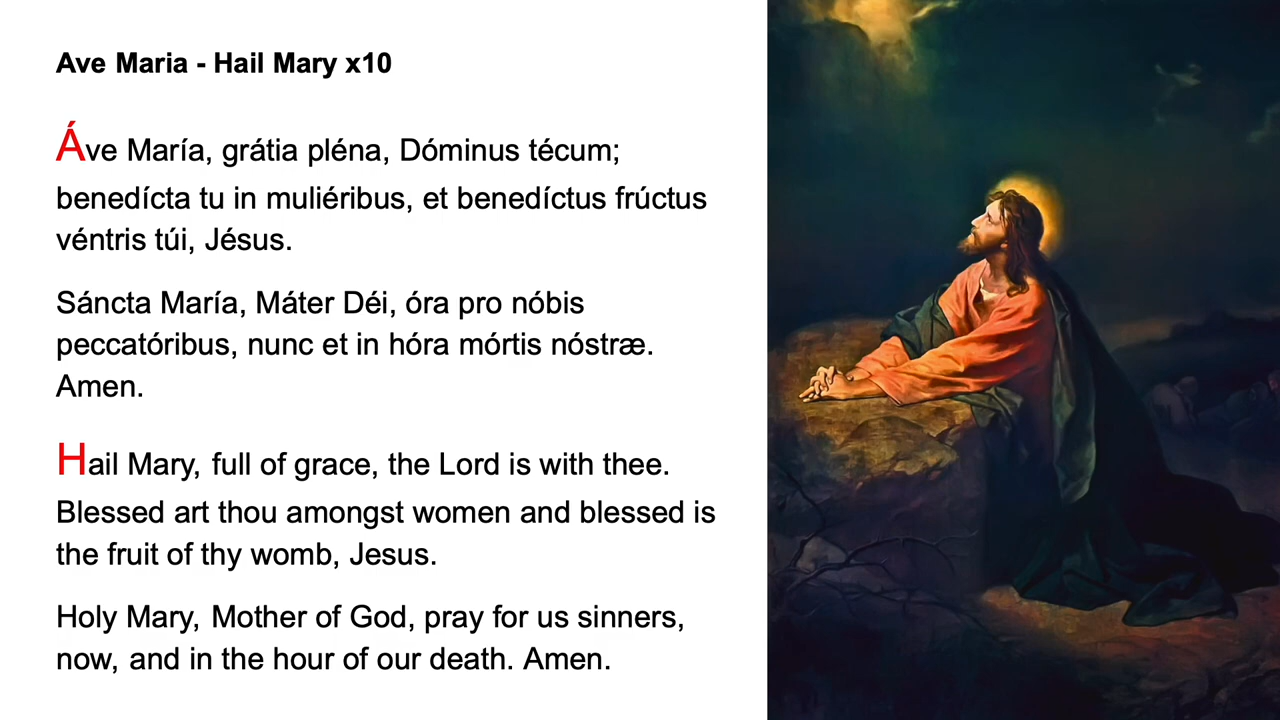 Ave Maria - Hail Mary x10
Áve María, grátia pléna, Dóminus técum;
benedícta tu in muliéribus, et benedíctus frúctus
véntris túi, Jésus.
Sáncta María, Máter Déi, óra pro nóbis
peccatóribus, nunc et in hóra mórtis nóstræ.
Amen.
Hail Mary, full of grace, the Lord is with thee.
Blessed art thou amongst women and blessed is
the fruit of thy womb, Jesus.
Holy Mary, Mother of God, pray for us sinners,
now, and in the hour of our death. Amen.